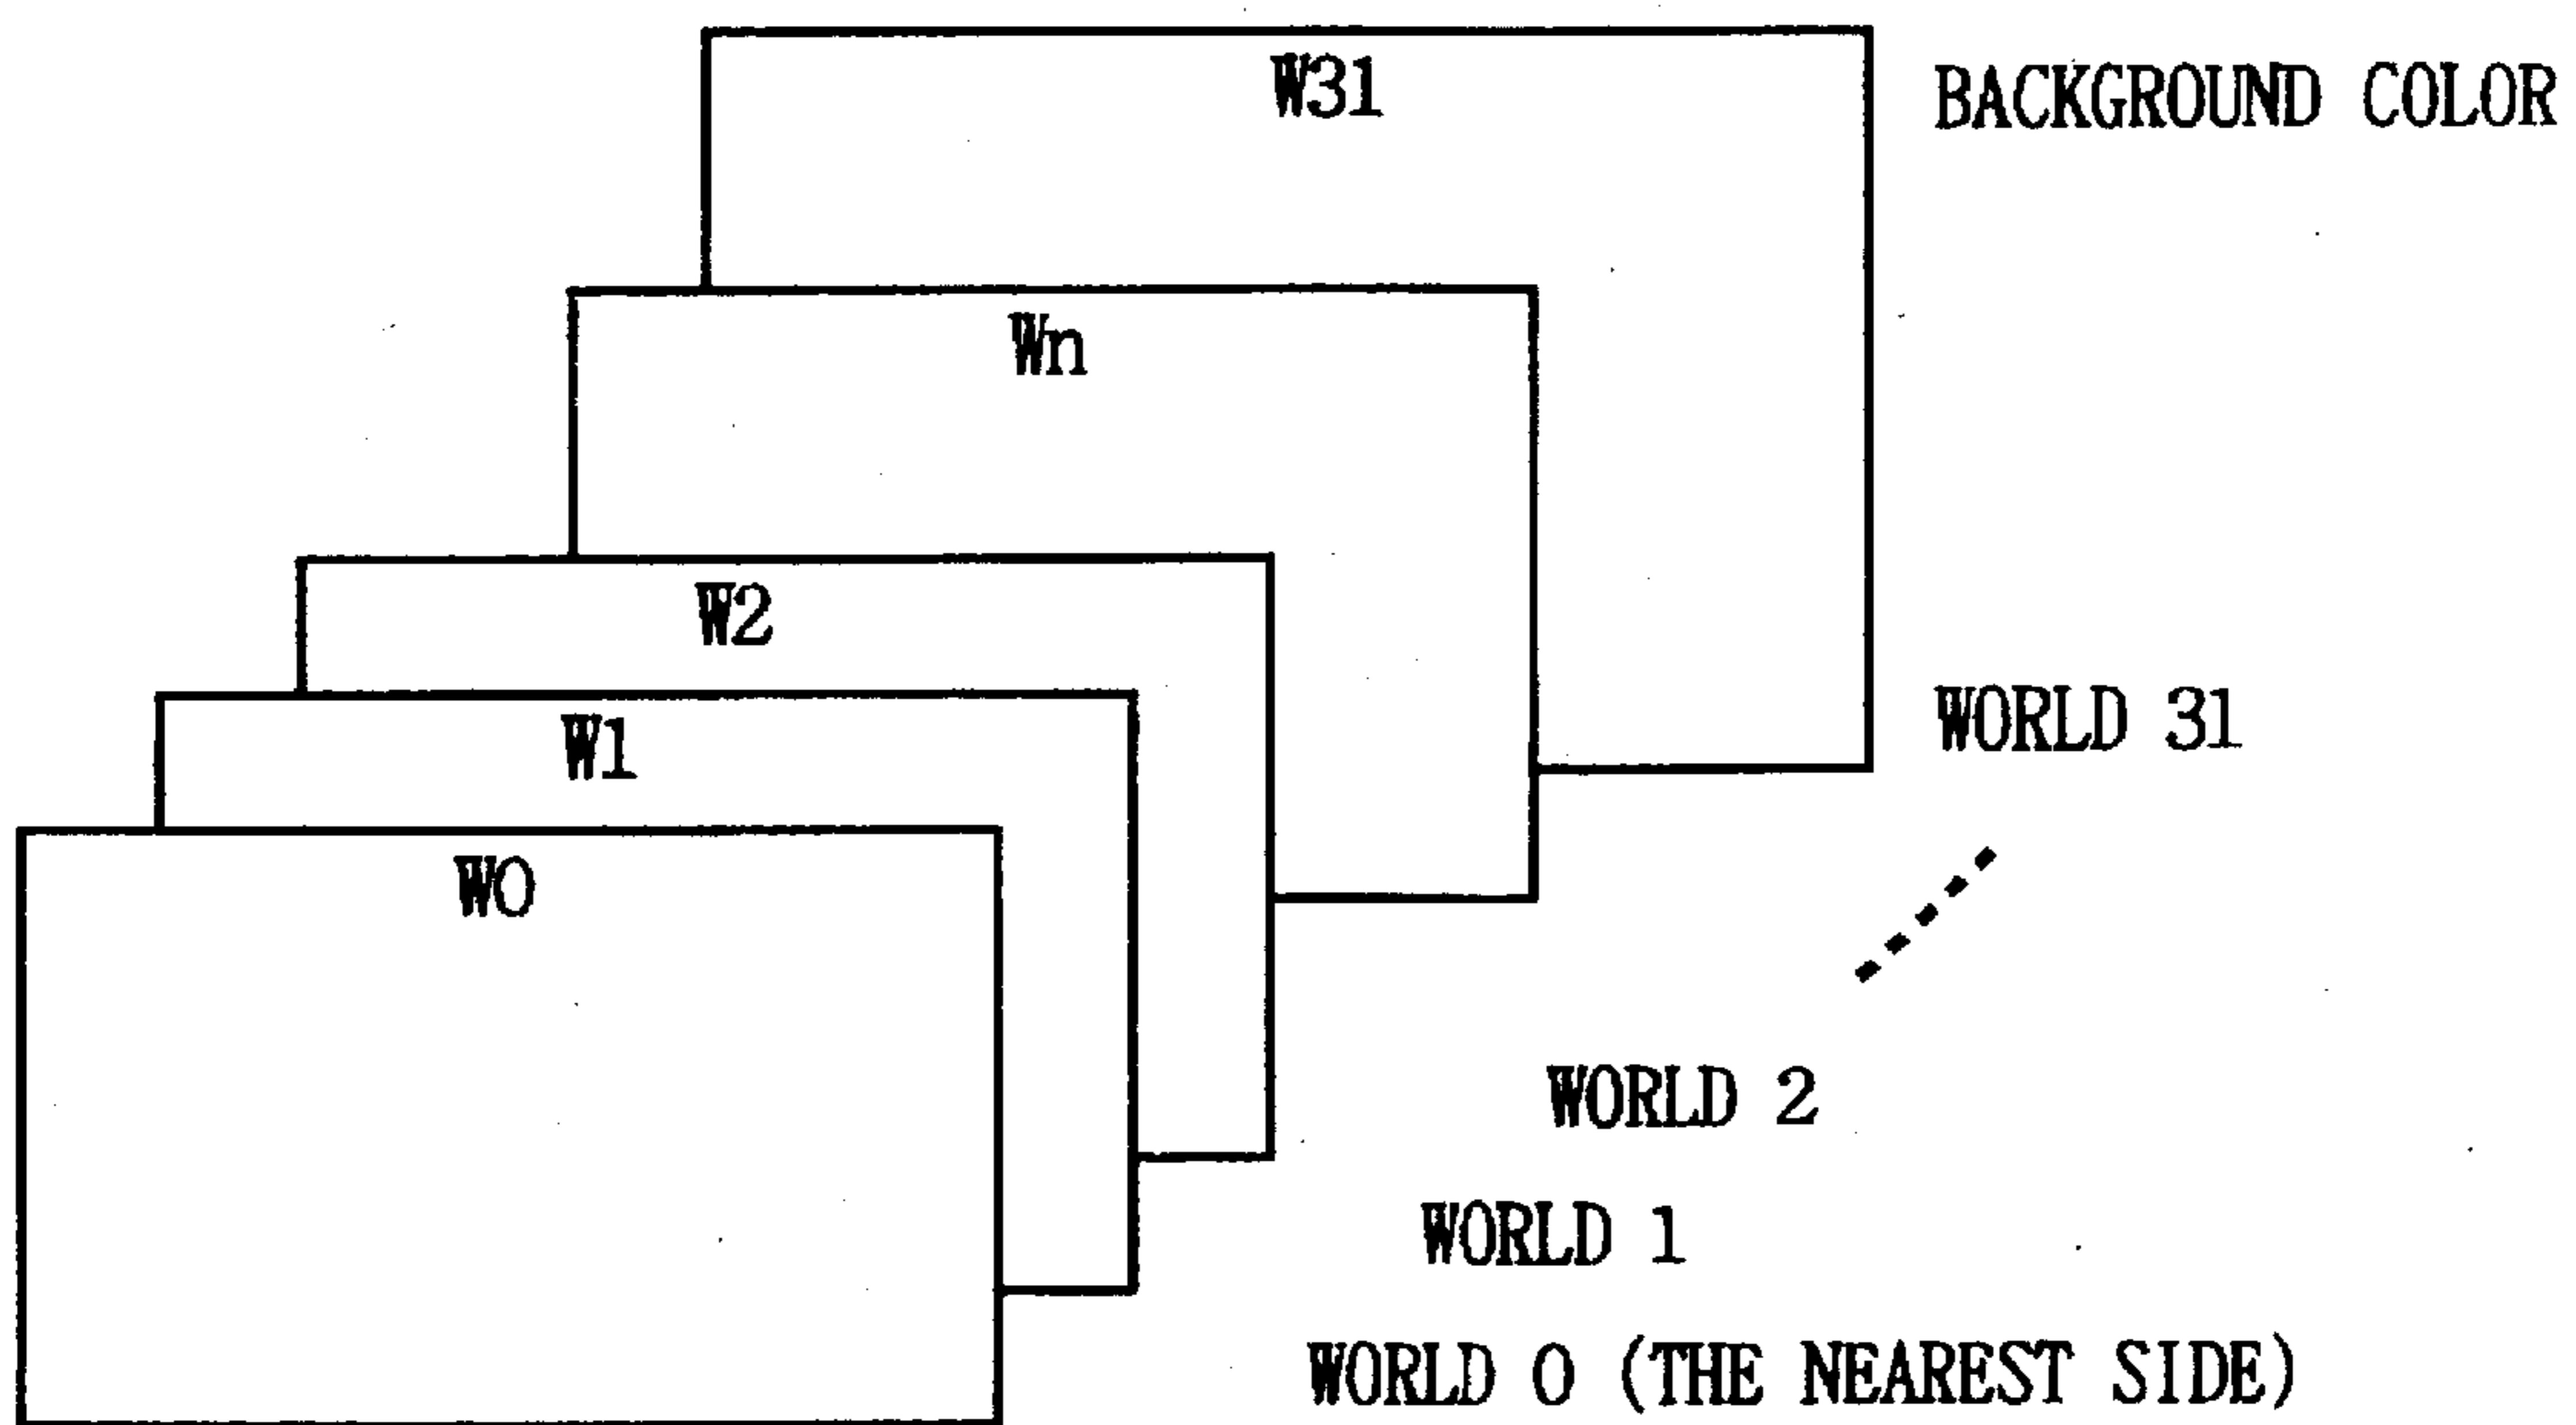 W31
BACKGROUND COLOR
Wn
W2
WORLD 31
W1
W0
WORLD 2
WORLD 1
WORLD 0 (THE NEAREST SIDE)